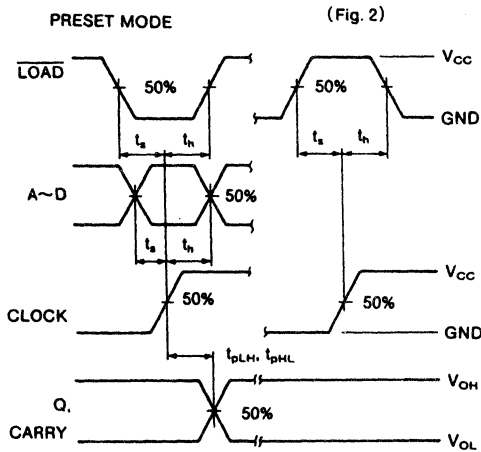 PRESET MODE
(Fig. 2)
LOAD
50%
50%
VCC
GND
ts
th
ts
th
A~D
50%
ts
th
CLOCK
50%
50%
VCC
GND
tpLH, tpHL
Q,
CARRY
50%
VOH
VOL